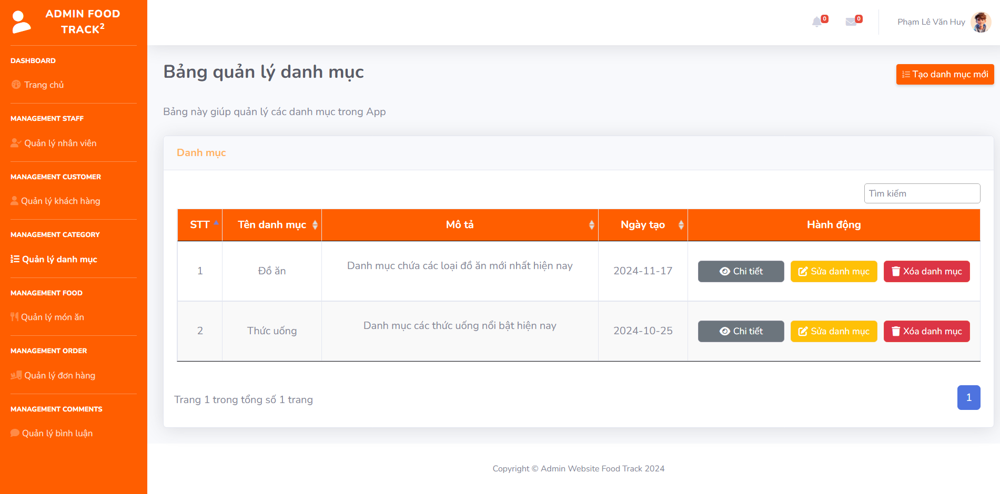 ADMIN FOOD
TRACK²
DASHBOARD
Trang chủ
MANAGEMENT STAFF
Quản lý nhân viên
MANAGEMENT CUSTOMER
Quản lý khách hàng
MANAGEMENT CATEGORY
Quản lý danh mục
MANAGEMENT FOOD
Quản lý món ăn
MANAGEMENT ORDER
Quản lý đơn hàng
MANAGEMENT COMMENTS
Quản lý bình luận
0 0 Phạm Lê Văn Huy
Bảng quản lý danh mục
Tạo danh mục mới
Bảng này giúp quản lý các danh mục trong App
Danh mục
Tìm kiếm
STT Tên danh mục Mô tả Ngày tạo Hành động
1 Đồ ăn Danh mục chứa các loại đồ ăn mới nhất hiện nay 2024-11-17 Chi tiết Sửa danh mục Xóa danh mục
2 Thức uống Danh mục các thức uống nổi bật hiện nay 2024-10-25 Chi tiết Sửa danh mục Xóa danh mục
Trang 1 trong tổng số 1 trang
1
Copyright © Admin Website Food Track 2024